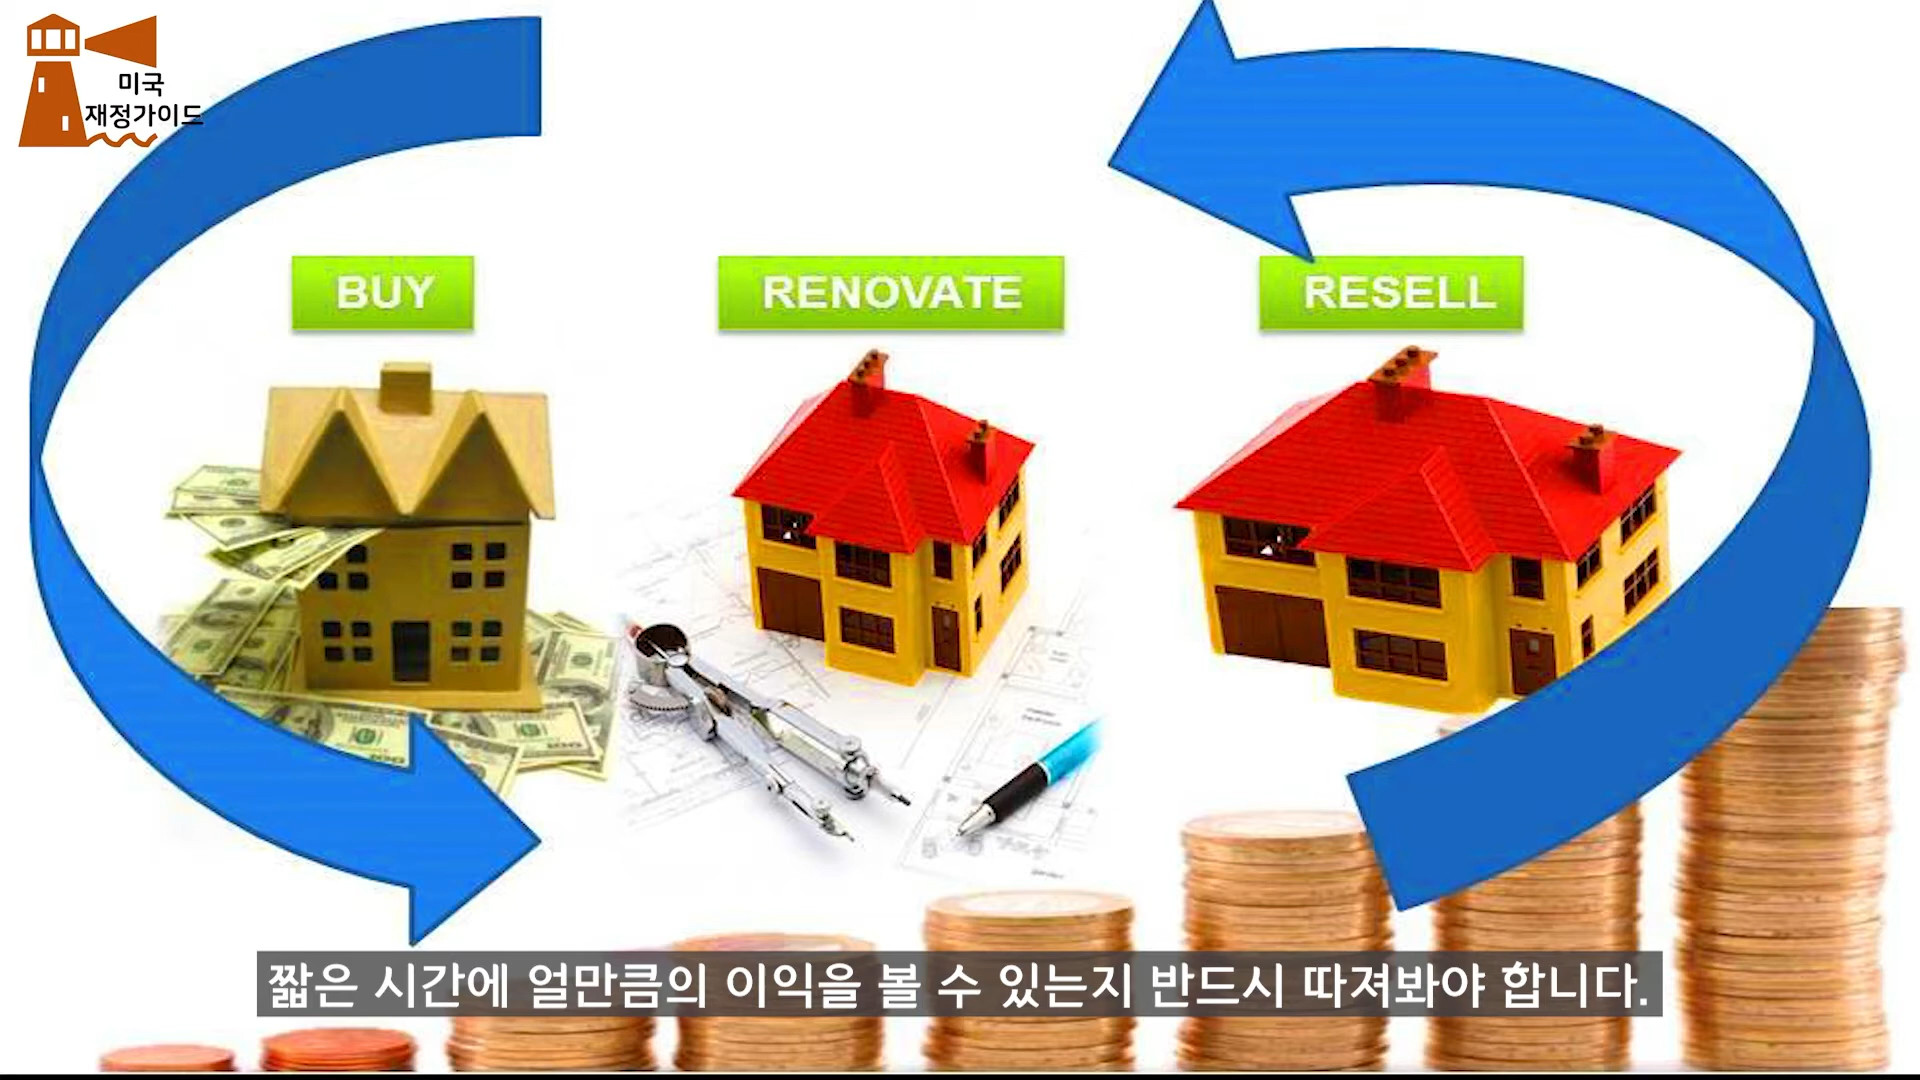 미국
재정가이드
BUY
RENOVATE
RESELL
짧은 시간에 얼만큼의 이익을 볼 수 있는지 반드시 따져봐야 합니다.